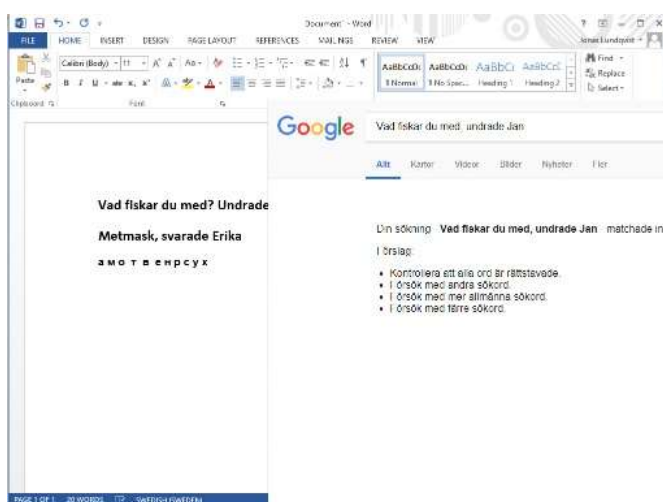 Document - Word
FILE HOME INSERT DESIGN PAGE LAYOUT REFERENCES MAILINGS REVIEW VIEW
Jonas Lundqvist
Calibri (Body) 11
Paste
B I U
AaBbCcDc AaBbCcDc AaBbCc AaBbCcC
1 Normal 1 No Spac... Heading 1 Heading 2
Find
Replace
Select
Clipboard Font
Google
Vad fiskar du med, undrade Jan
Allt Kartor Videor Bilder Nyheter Fler
Vad fiskar du med? Undrade
Metmask, svarade Erika
а м о т в е н р с у х
Din sökning - Vad fiskar du med, undrade Jan - matchade in
Förslag:
Kontrollera att alla ord är rättstavade.
Försök med andra sökord.
Försök med mer allmänna sökord.
Försök med färre sökord.
PAGE 1 OF 1 20 WORDS SWEDISH (SWEDEN)